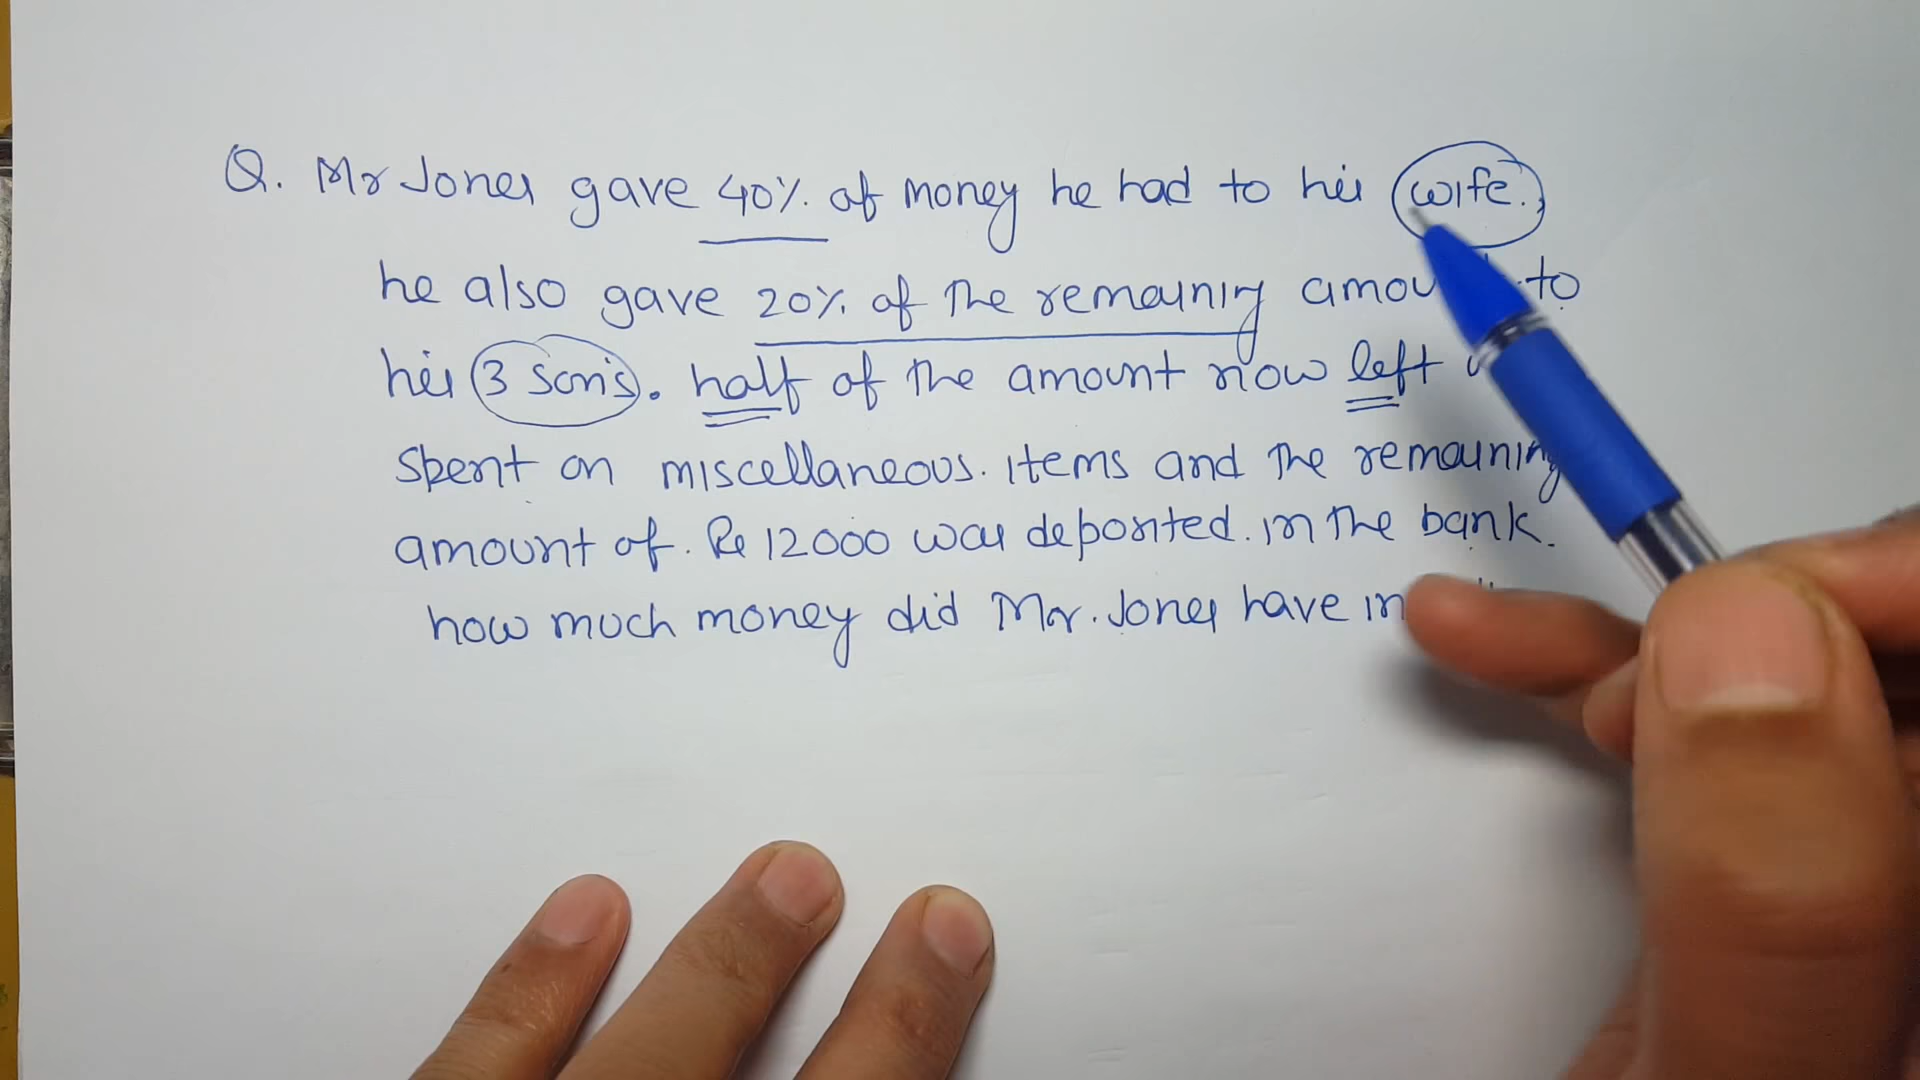 Q. Mr Jones gave 40% of money he had to his wife.
he also gave 20% of the remaining to
his 3 son's. half of the amount now left
spent on miscellaneous. items and the remaining
amount of. Rs 12000 was deposited. in the bank.
how much money did Mr. Jones have in